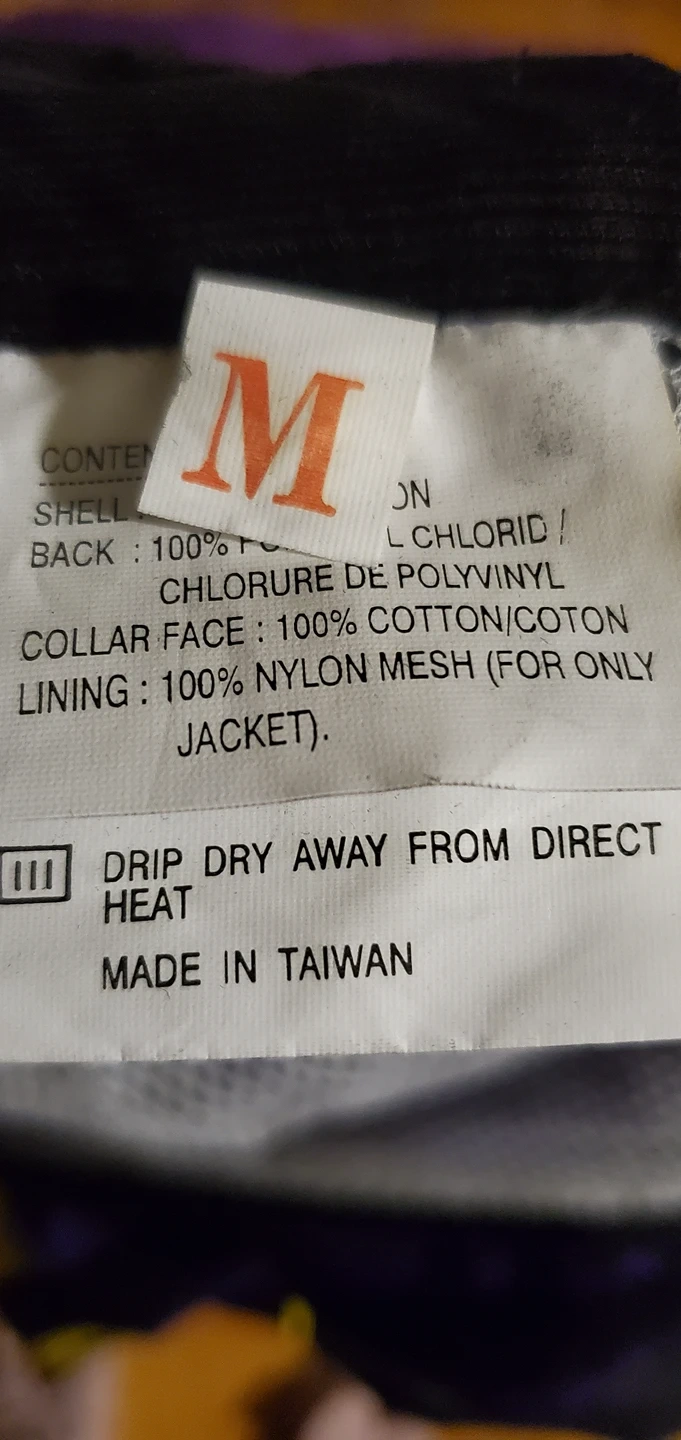 M
CONTEN
SHELL : ON
BACK : 100% PO L CHLORID /
CHLORURE DE POLYVINYL
COLLAR FACE : 100% COTTON/COTON
LINING : 100% NYLON MESH (FOR ONLY
JACKET).
DRIP DRY AWAY FROM DIRECT
HEAT
MADE IN TAIWAN